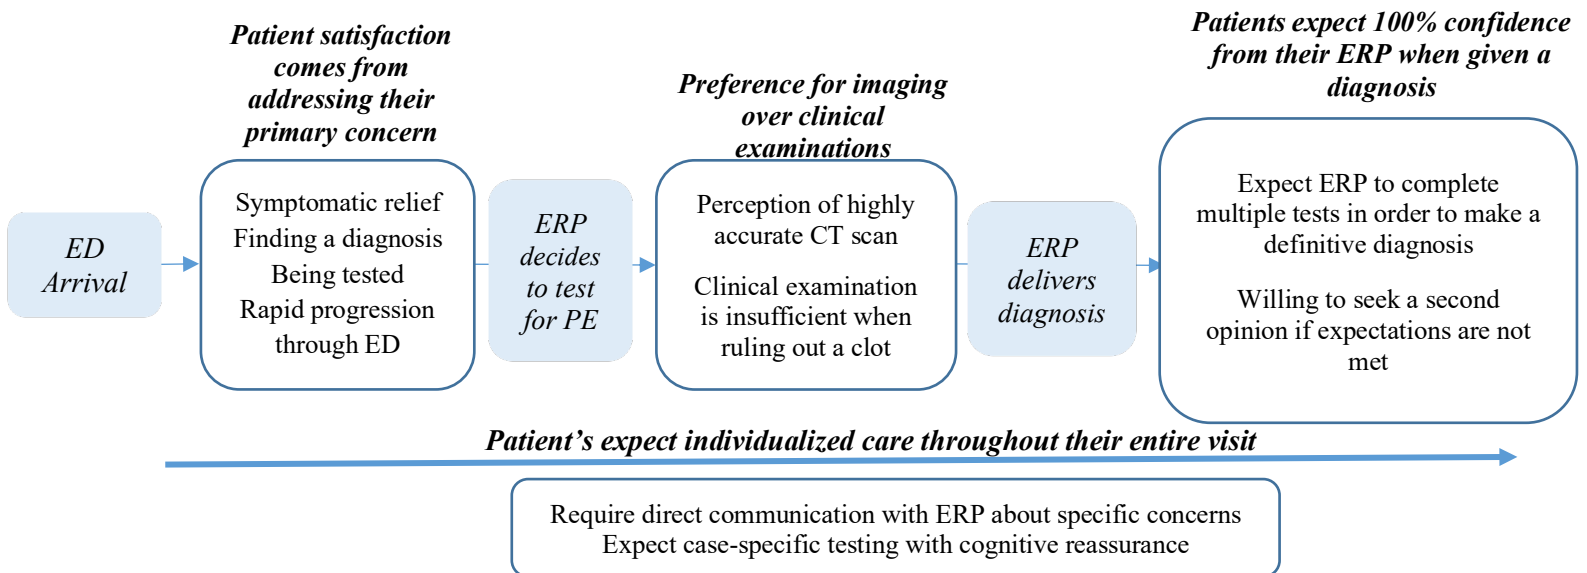 Patient satisfaction
comes from
addressing their
primary concern
Preference for imaging
over clinical
examinations
Patients expect 100% confidence
from their ERP when given a
diagnosis
ED
Arrival
Symptomatic relief
Finding a diagnosis
Being tested
Rapid progression
through ED
ERP
decides
to test
for PE
Perception of highly
accurate CT scan
Clinical examination
is insufficient when
ruling out a clot
ERP
delivers
diagnosis
Expect ERP to complete
multiple tests in order to make a
definitive diagnosis
Willing to seek a second
opinion if expectations are not
met
Patient’s expect individualized care throughout their entire visit
Require direct communication with ERP about specific concerns
Expect case-specific testing with cognitive reassurance